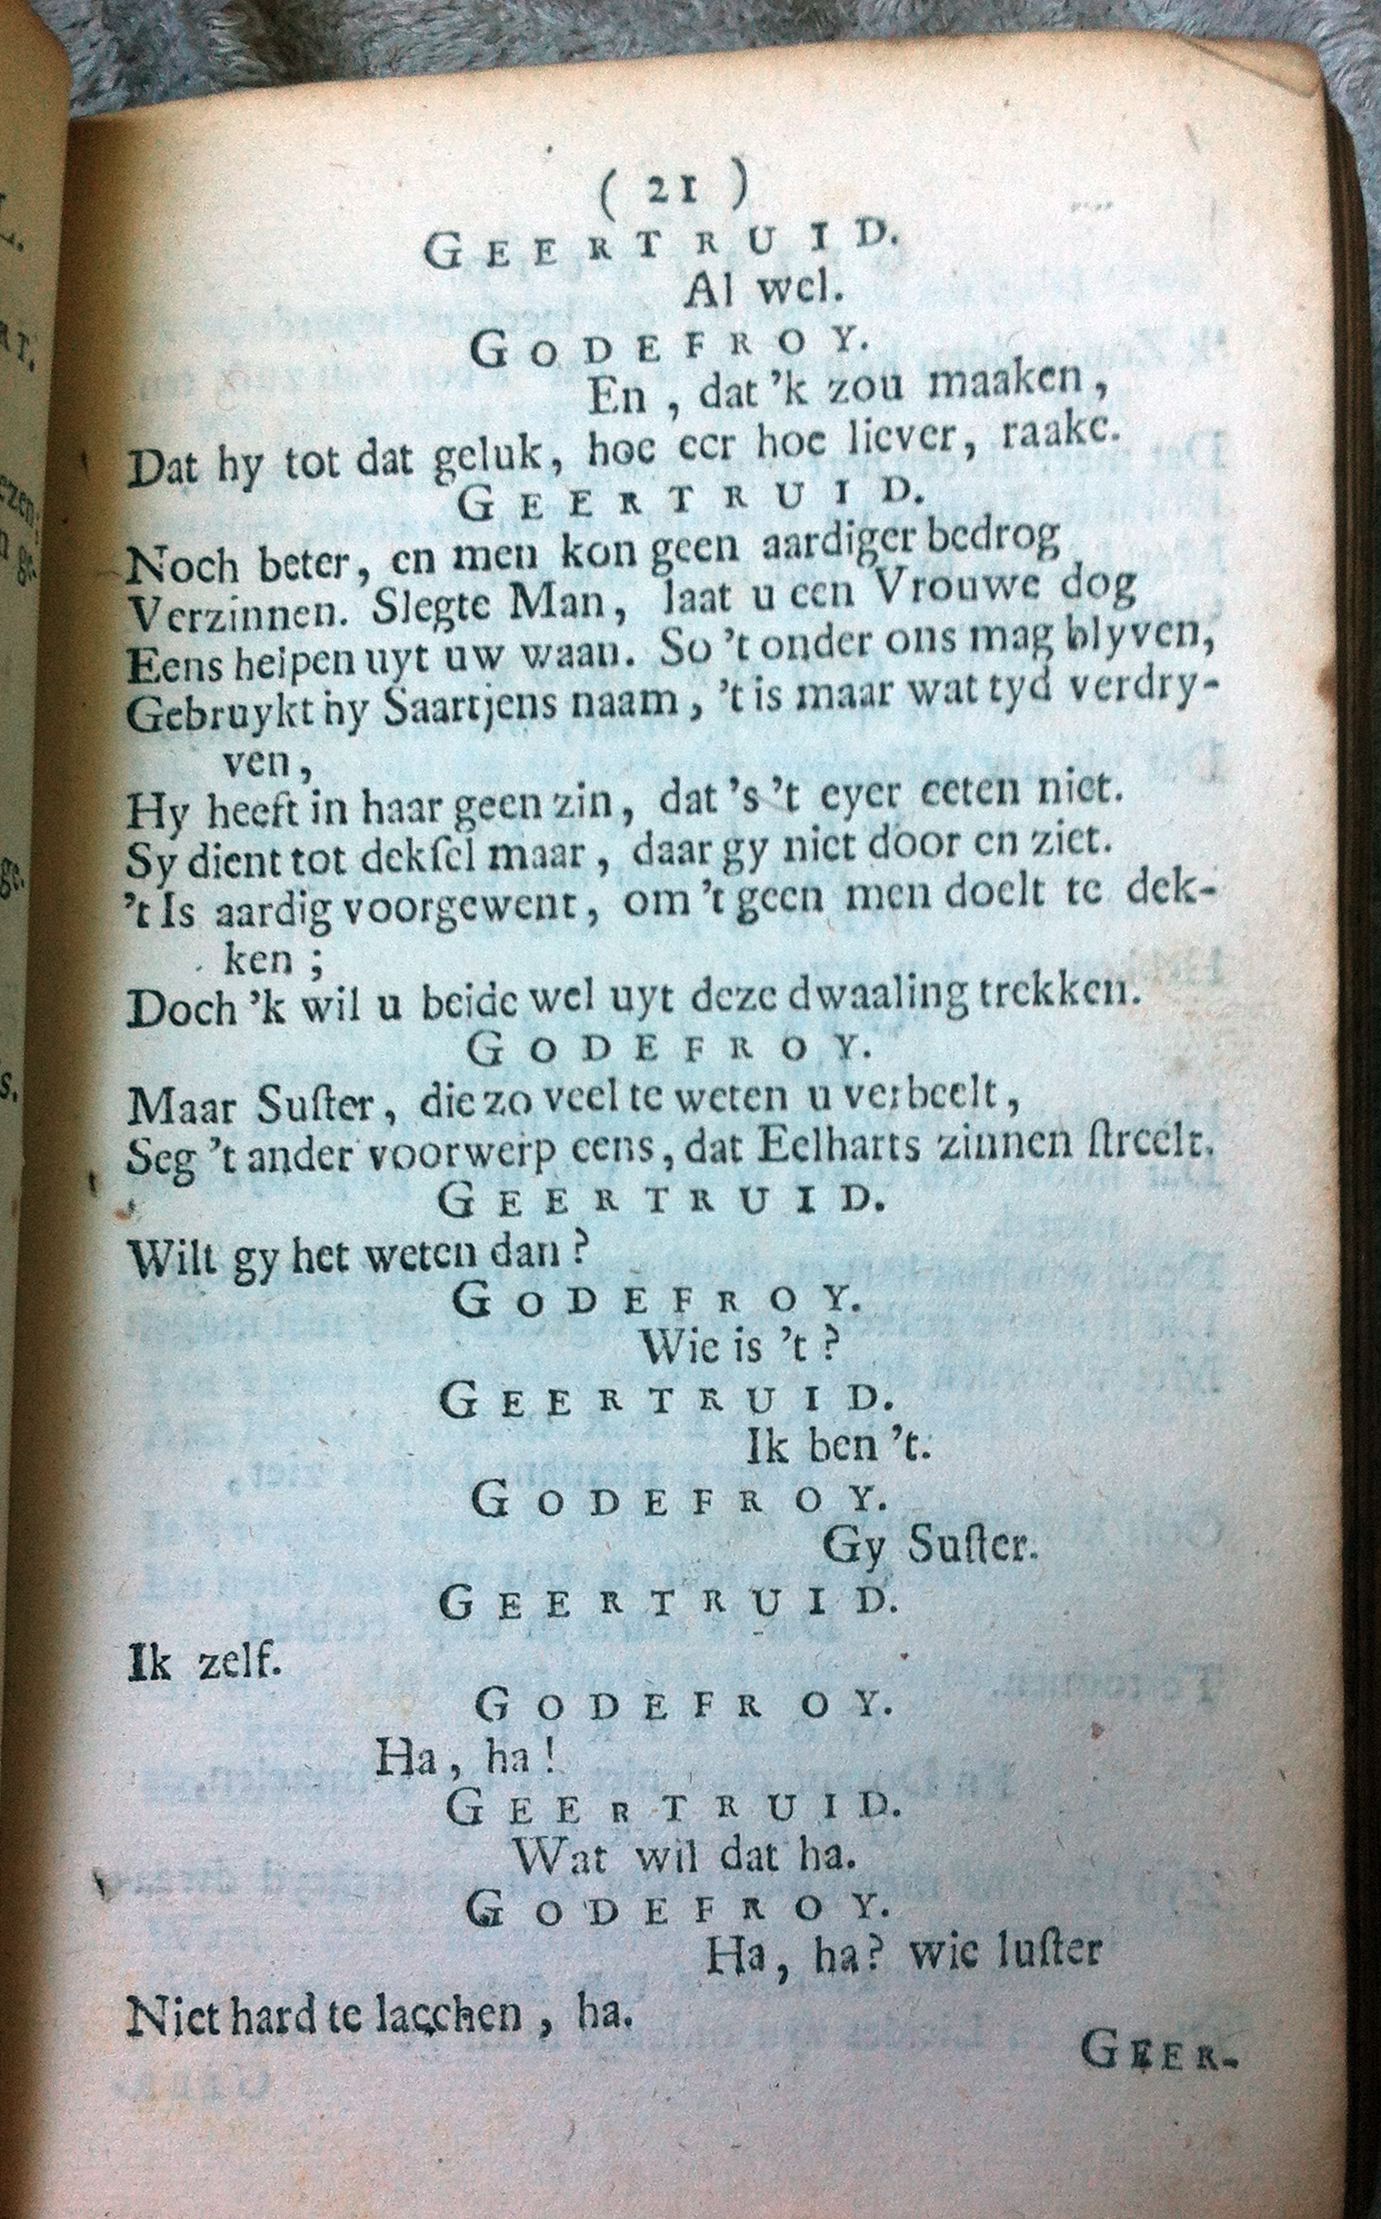 ( 21 )
GEERTRUID.
Al wel.
GODEFROY.
En , dat 'k zou maaken ,
Dat hy tot dat geluk, hoe eer hoe liever, raake.
GEERTRUID.
Noch beter, en men kon geen aardiger bedrog
Verzinnen. Slegte Man, laat u een Vrouwe dog
Eens helpen uyt uw waan. So 't onder ons mag blyven,
Gebruykt hy Saartjens naam, 't is maar wat tyd verdry-
ven,
Hy heeft in haar geen zin, dat 's 't eyer eeten niet.
Sy dient tot dekſel maar, daar gy niet door en ziet.
't Is aardig voorgewent, om 't geen men doelt te dek-
ken ;
Doch 'k wil u beide wel uyt deze dwaaling trekken.
GODEFROY.
Maar Suſter, die zo veel te weten u verbeelt,
Seg 't ander voorwerp eens, dat Eelharts zinnen ſtreelt.
GEERTRUID.
Wilt gy het weten dan ?
GODEFROY.
Wie is 't ?
GEERTRUID.
Ik ben 't.
GODEFROY.
Gy Suſter.
GEERTRUID.
Ik zelf.
GODEFROY.
Ha, ha !
GEERTRUID.
Wat wil dat ha.
GODEFROY.
Ha, ha? wie luſter
Niet hard te lacchen, ha.
GEER-